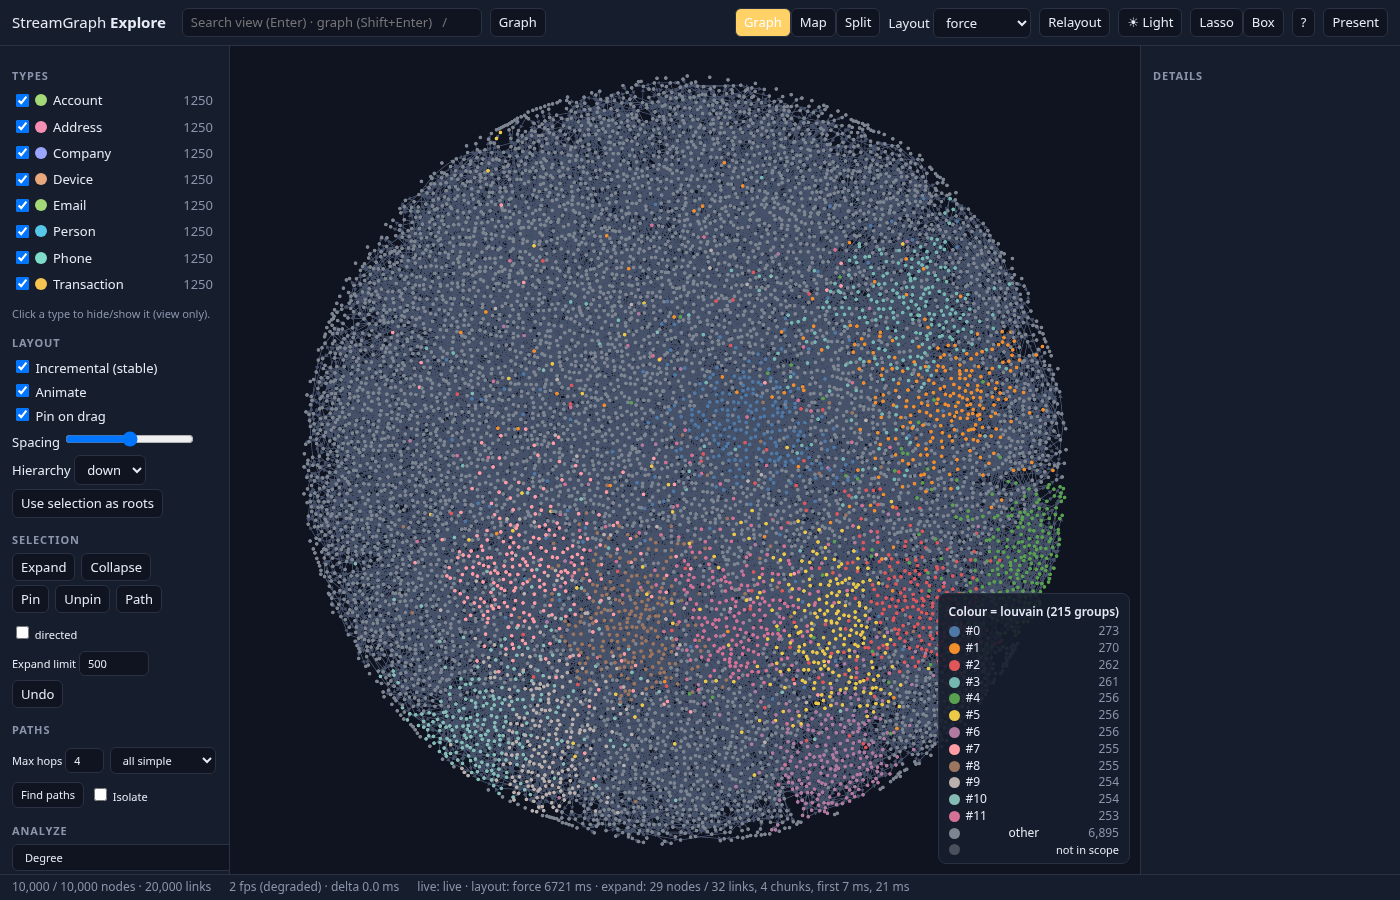 StreamGraph Explore
Search view (Enter) · graph (Shift+Enter) /
Graph
Graph Map Split Layout force Relayout ☀ Light Lasso Box ? Present
TYPES
Account 1250
Address 1250
Company 1250
Device 1250
Email 1250
Person 1250
Phone 1250
Transaction 1250
Click a type to hide/show it (view only).
LAYOUT
Incremental (stable)
Animate
Pin on drag
Spacing
Hierarchy down
Use selection as roots
SELECTION
Expand Collapse
Pin Unpin Path
directed
Expand limit 500
Undo
PATHS
Max hops 4 all simple
Find paths Isolate
ANALYZE
Degree
DETAILS
Colour = louvain (215 groups)
#0 273
#1 270
#2 262
#3 261
#4 256
#5 256
#6 256
#7 255
#8 255
#9 254
#10 254
#11 253
other 6,895
not in scope
10,000 / 10,000 nodes · 20,000 links 2 fps (degraded) · delta 0.0 ms live: live · layout: force 6721 ms · expand: 29 nodes / 32 links, 4 chunks, first 7 ms, 21 ms